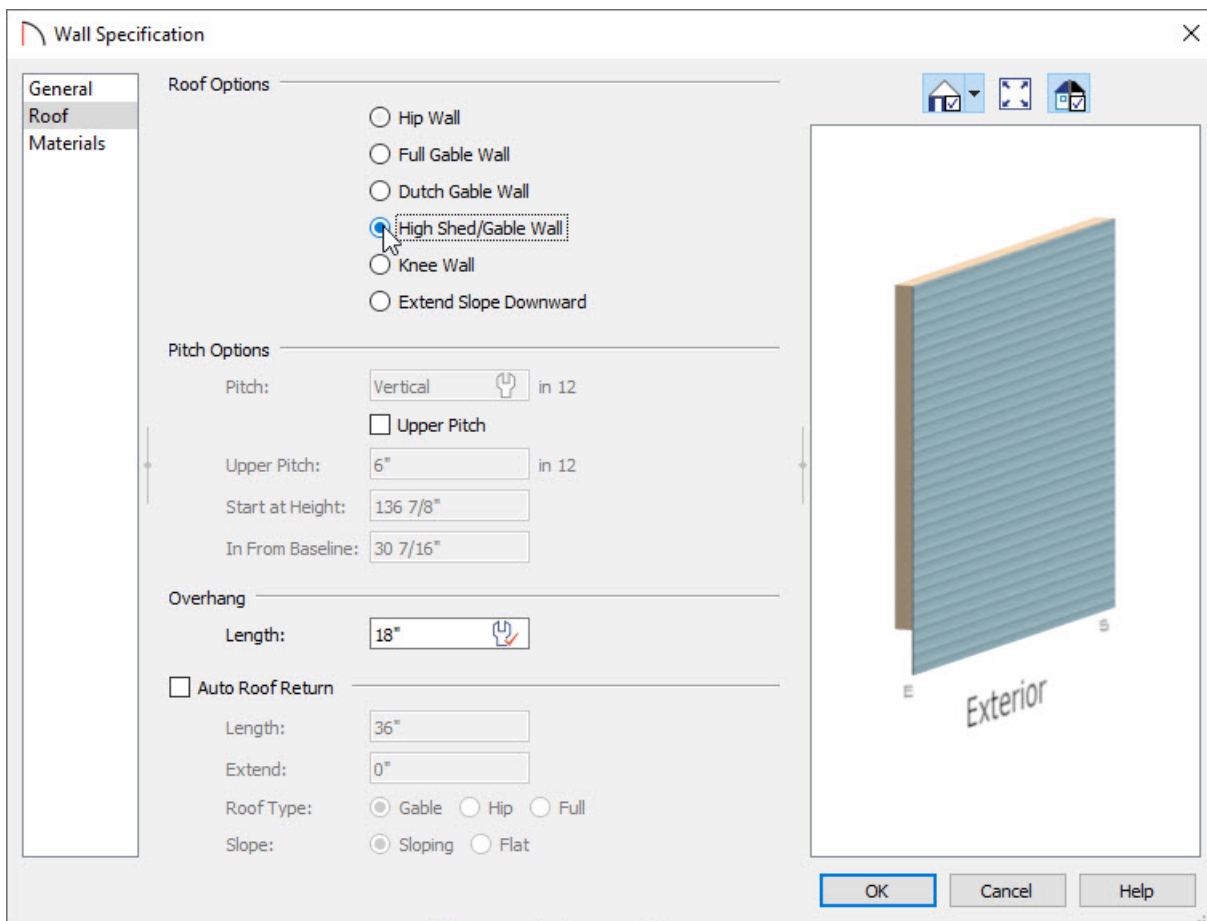 Wall Specification
General
Roof
Materials
Roof Options
Hip Wall
Full Gable Wall
Dutch Gable Wall
High Shed/Gable Wall
Knee Wall
Extend Slope Downward
Pitch Options
Pitch: Vertical in 12
Upper Pitch
Upper Pitch: 6" in 12
Start at Height: 136 7/8"
In From Baseline: 30 7/16"
Overhang
Length: 18"
Auto Roof Return
Length: 36"
Extend: 0"
Roof Type: Gable Hip Full
Slope: Sloping Flat
E
S
Exterior
OK Cancel Help